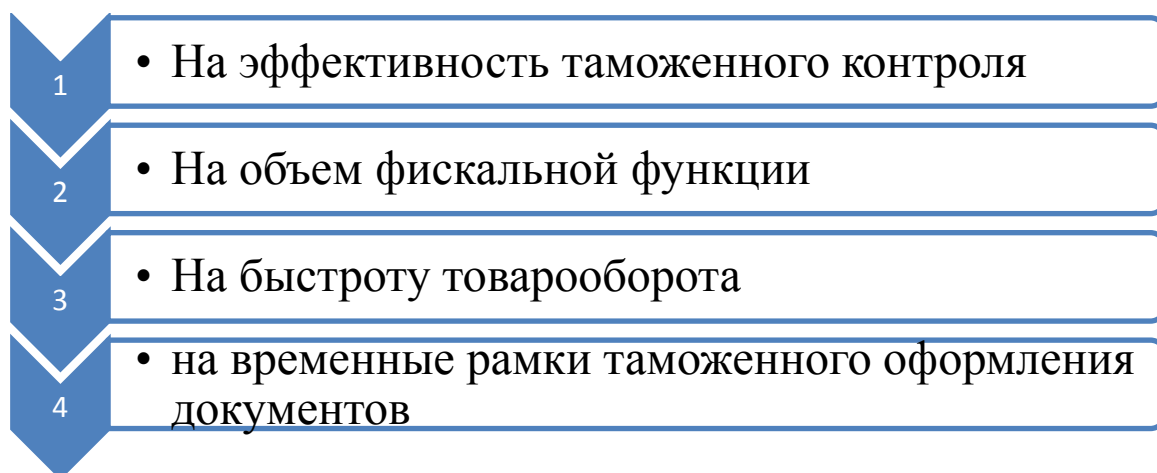 1
• На эффективность таможенного контроля
2
• На объем фискальной функции
3
• На быстроту товарооборота
4
• на временные рамки таможенного оформления
документов